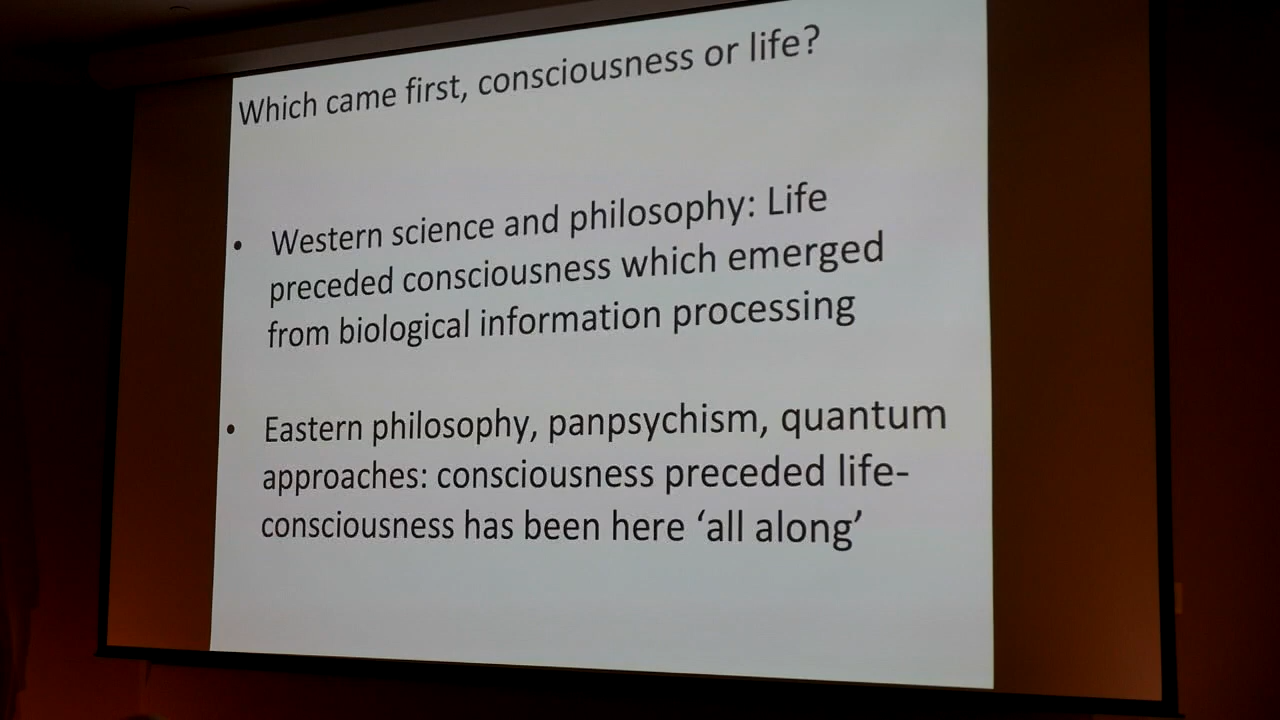 Which came first, consciousness or life?
• Western science and philosophy: Life
preceded consciousness which emerged
from biological information processing
• Eastern philosophy, panpsychism, quantum
approaches: consciousness preceded life-
consciousness has been here ‘all along’